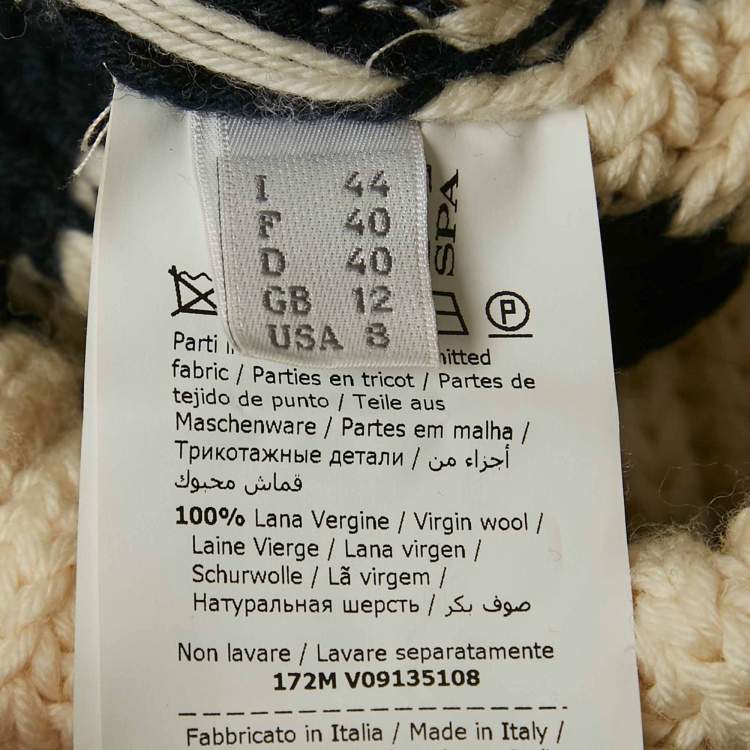 I 44
F 40
D 40
GB 12
USA 8
SPA
P
Parti
nitted
fabric / Parties en tricot / Partes de
tejido de punto / Teile aus
Maschenware / Partes em malha /
Трикотажные детали / أجزاء من
قماش محبوك
100% Lana Vergine / Virgin wool /
Laine Vierge / Lana virgen /
Schurwolle / Lã virgem /
Натуральная шерсть / صوف بكر
Non lavare / Lavare separatamente
172M V09135108
Fabbricato in Italia / Made in Italy /